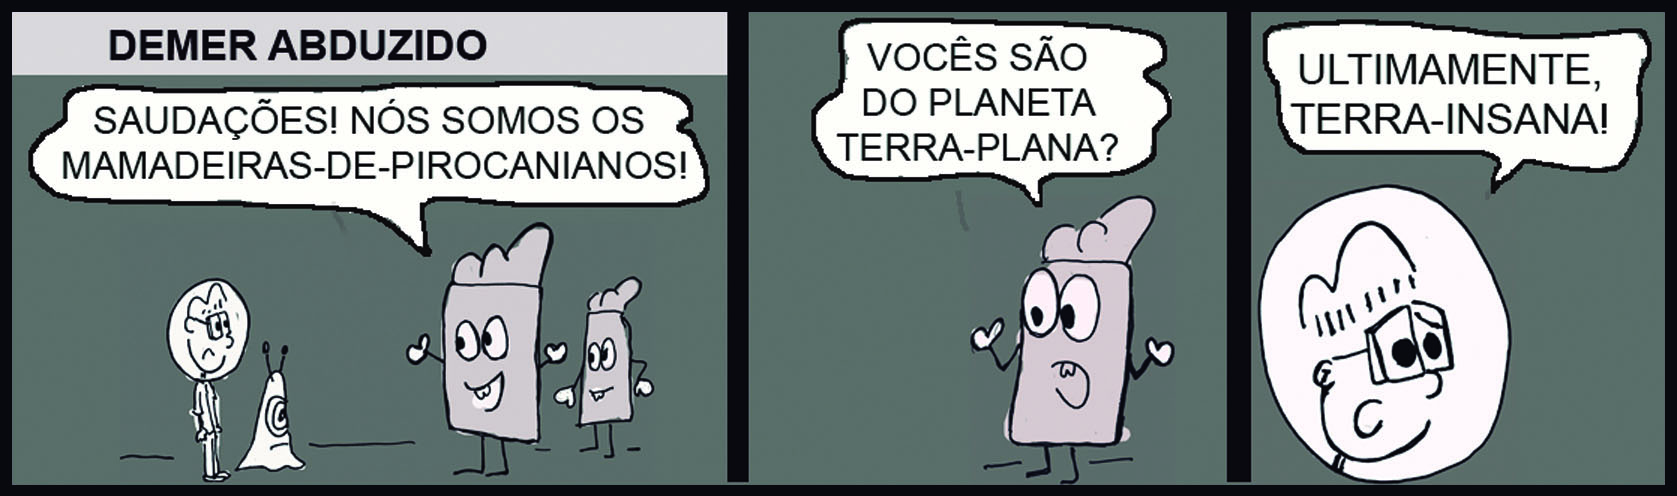 DEMER ABDUZIDO
SAUDAÇÕES! NÓS SOMOS OS
MAMADEIRAS-DE-PIROCANIANOS!
VOCÊS SÃO
DO PLANETA
TERRA-PLANA?
ULTIMAMENTE,
TERRA-INSANA!